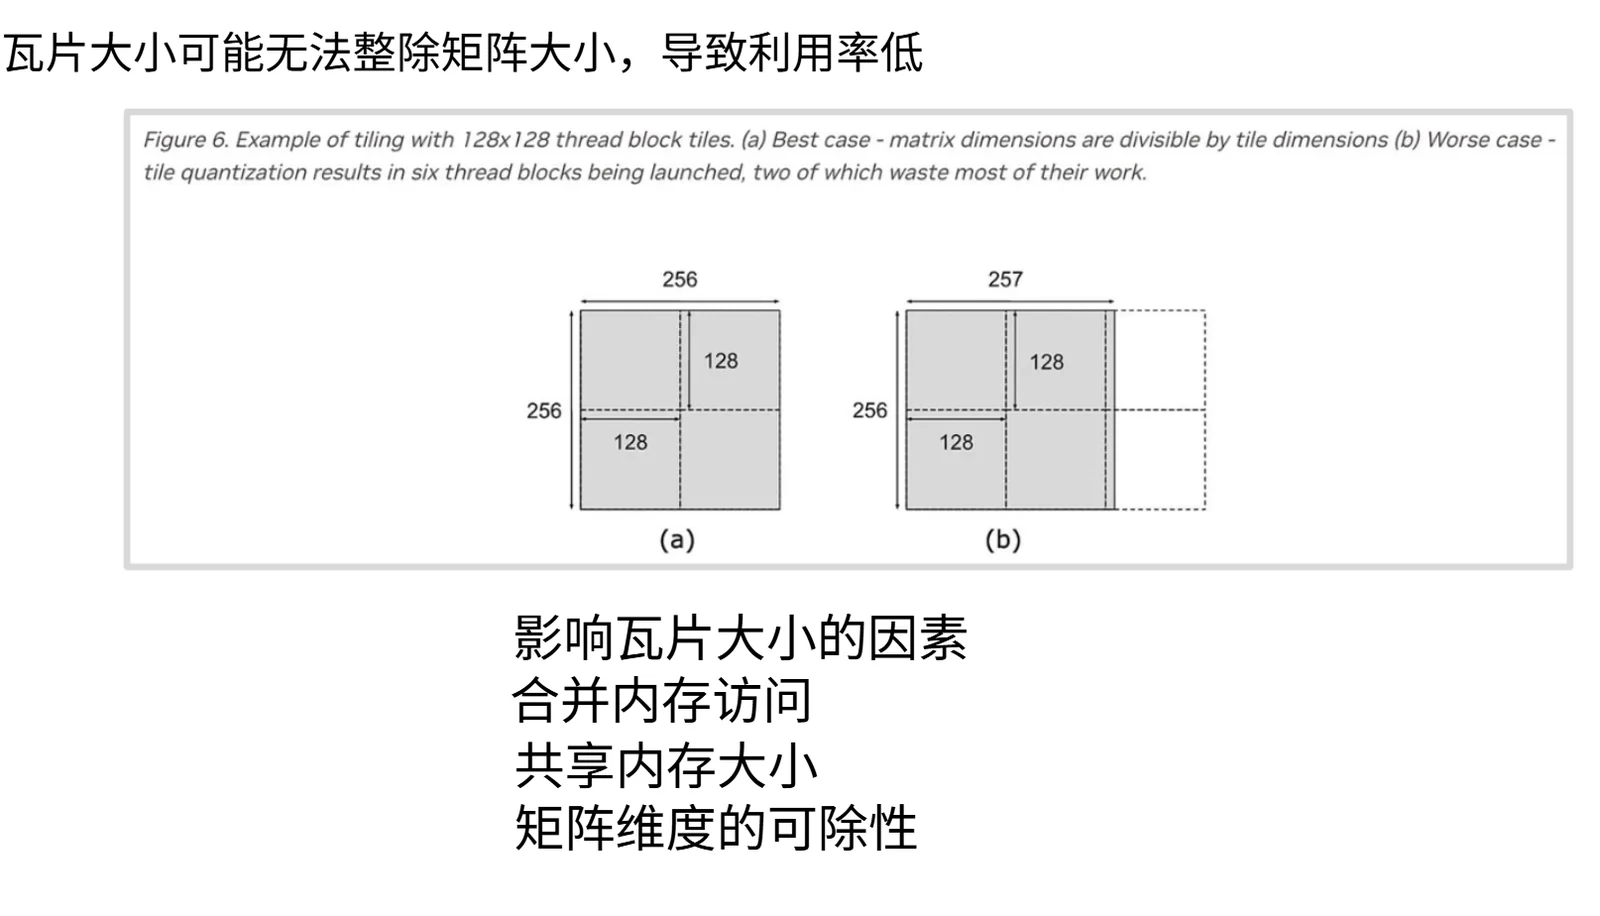 瓦片大小可能无法整除矩阵大小，导致利用率低
Figure 6. Example of tiling with 128x128 thread block tiles. (a) Best case - matrix dimensions are divisible by tile dimensions (b) Worse case -
tile quantization results in six thread blocks being launched, two of which waste most of their work.
256
257
128
128
256
256
128
128
(a)
(b)
影响瓦片大小的因素
合并内存访问
共享内存大小
矩阵维度的可除性